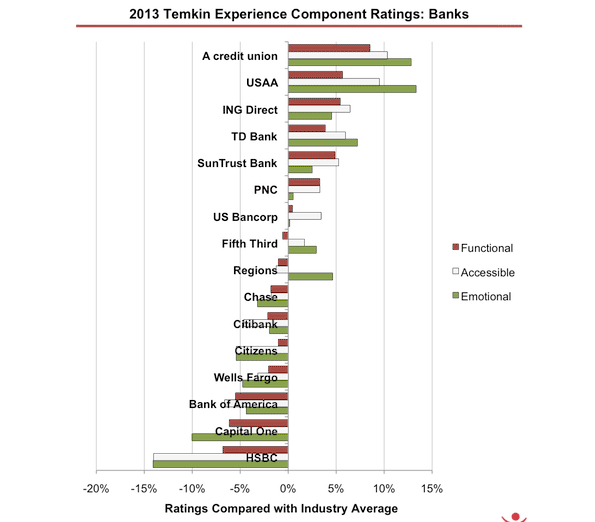 2013 Temkin Experience Component Ratings: Banks
A credit union
USAA
ING Direct
TD Bank
SunTrust Bank
PNC
US Bancorp
Fifth Third
Regions
Chase
Citibank
Citizens
Wells Fargo
Bank of America
Capital One
HSBC
Functional
Accessible
Emotional
-20% -15% -10% -5% 0% 5% 10% 15%
Ratings Compared with Industry Average